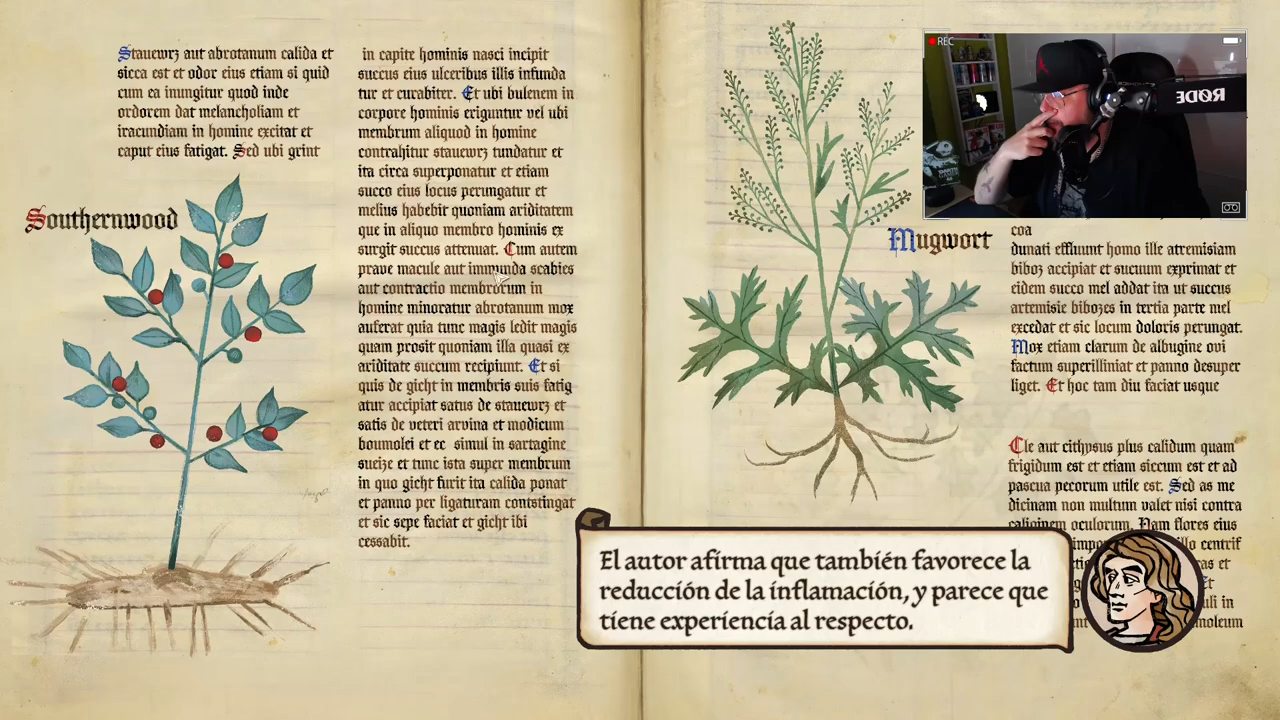 Stauewrz aut abrotanum calida et
sicca est et odor eius etiam si quid
cum ea inungitur quod inde
ordorem dat melancholiam et
iracundiam in homine excitat et
caput eius fatigat. Sed ubi grint
Southernwood
in capite hominis nasci incipit
succus eius ulceribus illis infunda
tur et curabiter. Et ubi bulenem in
corpore hominis eriguntur vel ubi
membrum aliquod in homine
contrahitur stauewrz tundatur et
ita circa superponatur et etiam
succo eius locus perungatur et
melius habebit quoniam ariditatem
que in aliquo membro hominis ex
surgit succus attenuat. Cum autem
prave macule aut immunda scabies
aut contractio membrorum in
homine minoratur abrotanum mox
auferat quia tunc magis ledit magis
quam prosit quoniam illa quasi ex
ariditate succum recipiunt. Et si
quis de gicht in membris suis fatig
atur accipiat satus de stauewrz et
satis de veteri arvina et modicum
boumolei et ec simul in sartagine
sueize et tunc ista super membrum
in quo gicht furit ita calida ponat
et panno per ligaturam contstingat
et sic sepe faciat et gicht ibi
cessabit.
REC
RØDE
Mugwort
coa
dunati effluunt homo ille atremisiam
biboz accipiat et sucum exprimat et
eidem succo mel addat ita ut succus
artemisie bibozes in tertia parte mel
excedat et sic locum doloris perungat.
Mox etiam clarum de albugine ovi
factum superilliniat et panno desuper
liget. Et hoc tam diu faciat usque
Cle aut cithysus plus calidum quam
frigidum est et etiam siccum est et ad
pascua pecorum utile est. Sed as me
dicinam non multum valet nisi contra
caliginem oculorum. Nam flores eius
El autor afirma que también favorece la
reducción de la inflamación, y parece que
tiene experiencia al respecto.